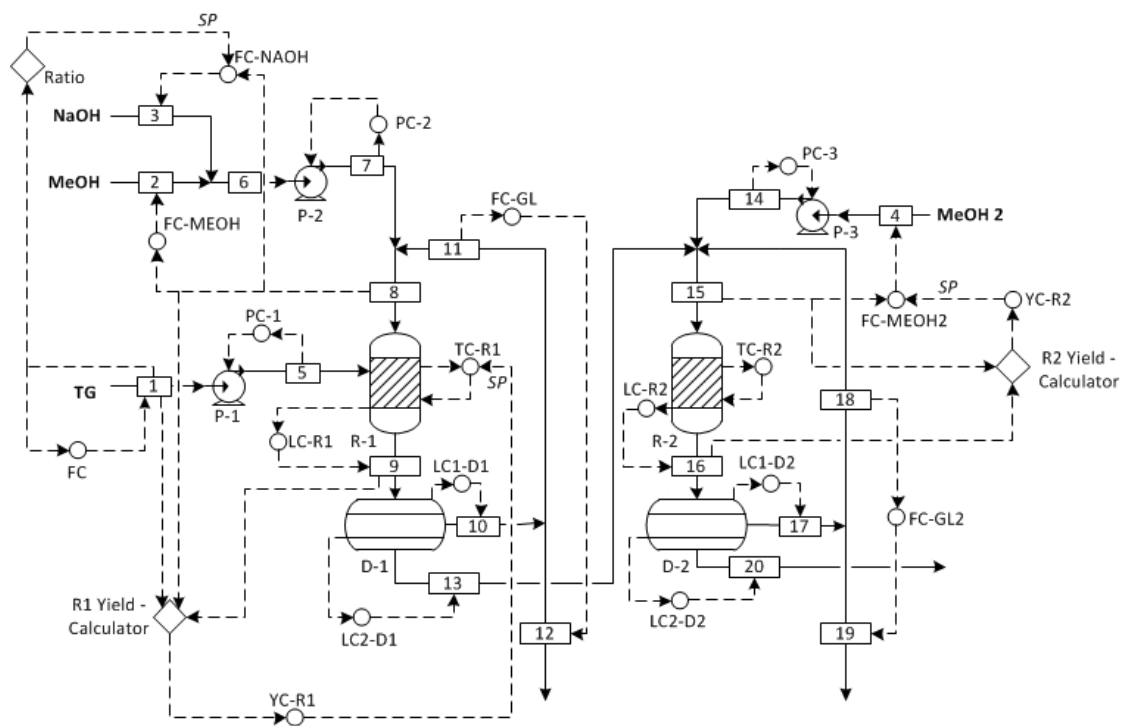 SP
FC-NAOH
Ratio
NaOH
3
PC-2
7
PC-3
14
MeOH
2
6
P-2
FC-GL
4
MeOH 2
P-3
FC-MEOH
11
8
15
SP
YC-R2
FC-MEOH2
PC-1
TC-R1
TC-R2
R2 Yield -
Calculator
5
SP
TG
1
LC-R2
18
P-1
LC-R1
R-1
R-2
FC
9
LC1-D1
16
LC1-D2
10
17
FC-GL2
D-1
D-2
13
20
R1 Yield -
Calculator
LC2-D1
12
LC2-D2
19
YC-R1